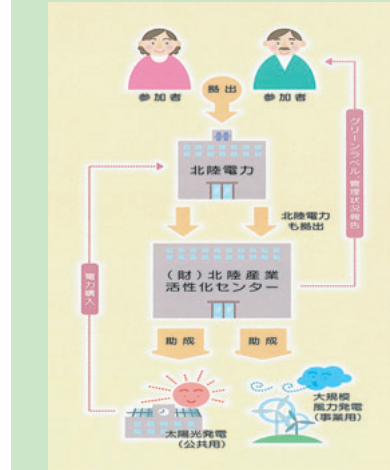 拠出
参加者
参加者
グリーンラベル、管理状況報告
北陸電力
北陸電力
も拠出
電力購入
(財)北陸産業
活性化センター
助成
助成
太陽光発電
(公共用)
大規模
風力発電
(事業用)